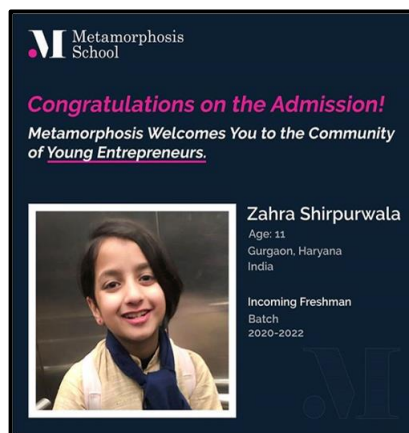 Metamorphosis
School
Congratulations on the Admission!
Metamorphosis Welcomes You to the Community
of Young Entrepreneurs.
Zahra Shirpurwala
Age: 11
Gurgaon, Haryana
India
Incoming Freshman
Batch
2020-2022